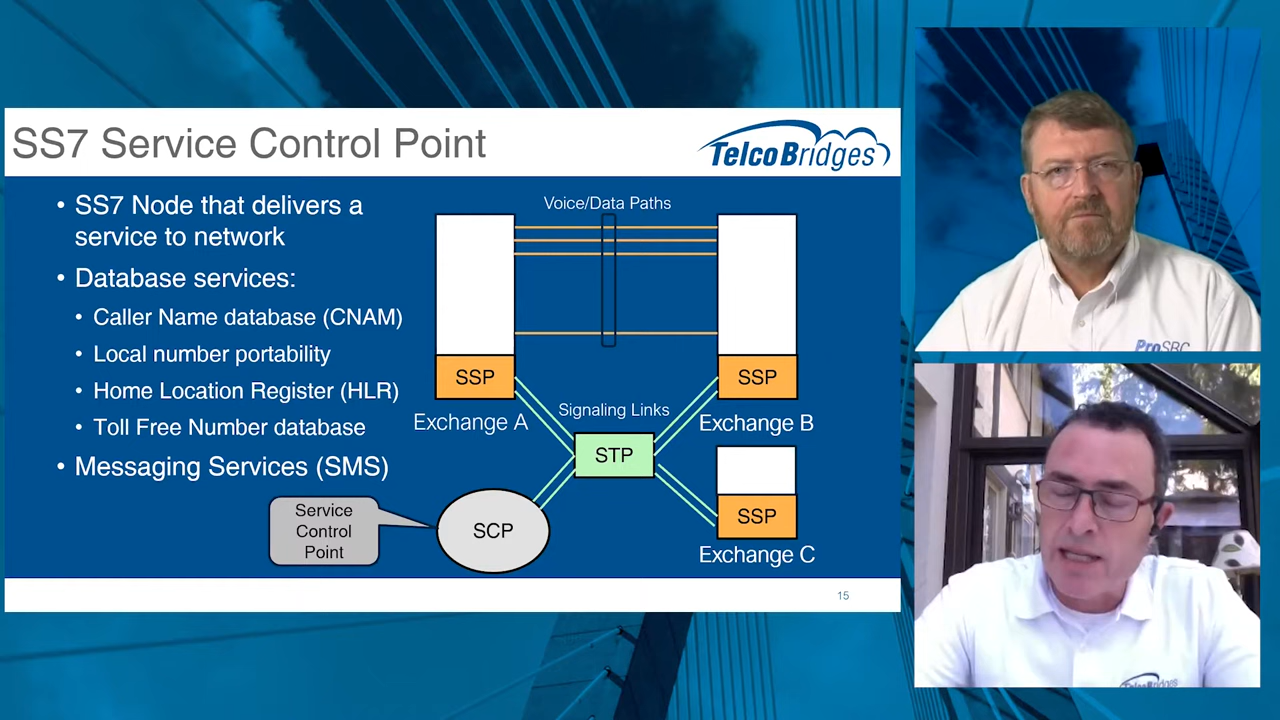 SS7 Service Control Point
TelcoBridges
• SS7 Node that delivers a
service to network
• Database services:
• Caller Name database (CNAM)
• Local number portability
• Home Location Register (HLR)
• Toll Free Number database
• Messaging Services (SMS)
Voice/Data Paths
SSP
SSP
Exchange A
Signaling Links
Exchange B
STP
Service
Control
Point
SCP
SSP
Exchange C
15
ProSBC
TelcoBridges